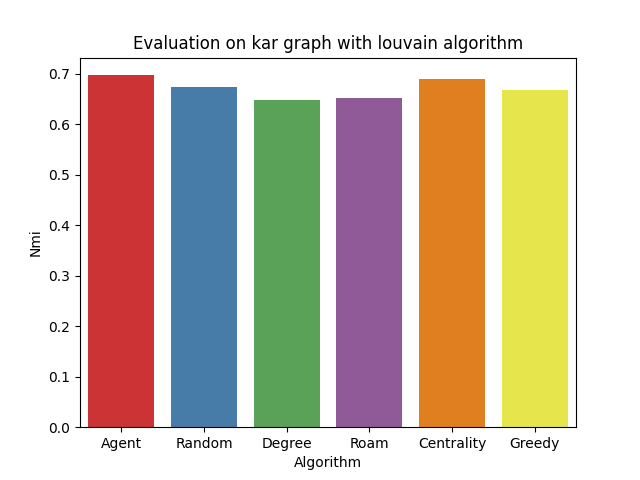 Evaluation on kar graph with louvain algorithm
0.7
0.6
0.5
0.4
0.3
0.2
0.1
0.0
Nmi
Agent Random Degree Roam Centrality Greedy
Algorithm